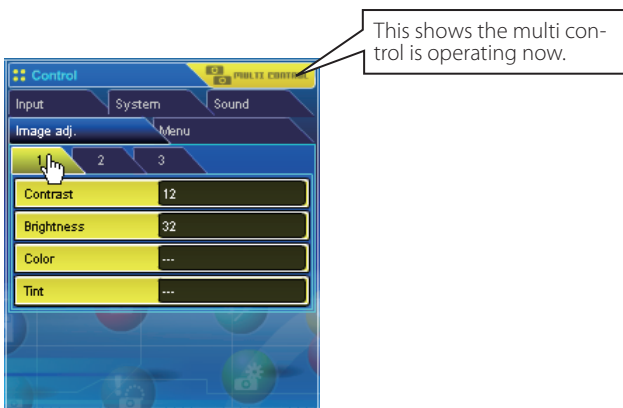 This shows the multi con-
trol is operating now.
Control
MULTI CONTROL
Input System Sound
Image adj. Menu
1 2 3
Contrast 12
Brightness 32
Color ---
Tint ---